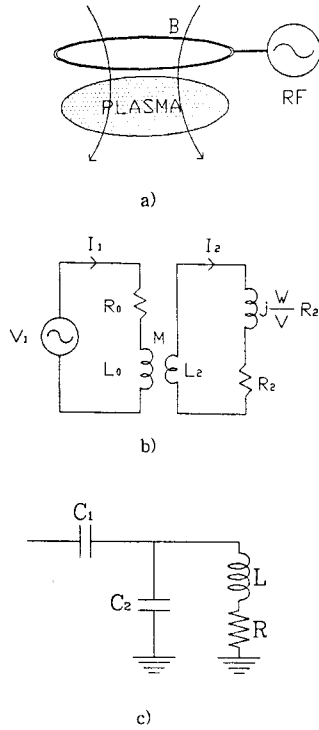 B
RF
PLASMA
a)
I₁
I₂
R₀
M
j W/V R₂
V₁
L₀
L₂
R₂
b)
C₁
L
C₂
R
c)